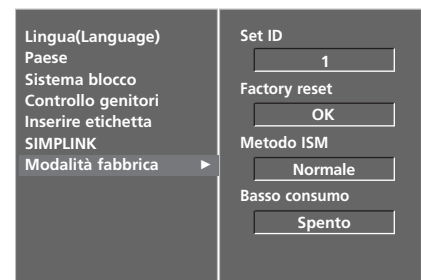 Lingua(Language)
Paese
Sistema blocco
Controllo genitori
Inserire etichetta
SIMPLINK
Modalità fabbrica ►
Set ID
1
Factory reset
OK
Metodo ISM
Normale
Basso consumo
Spento